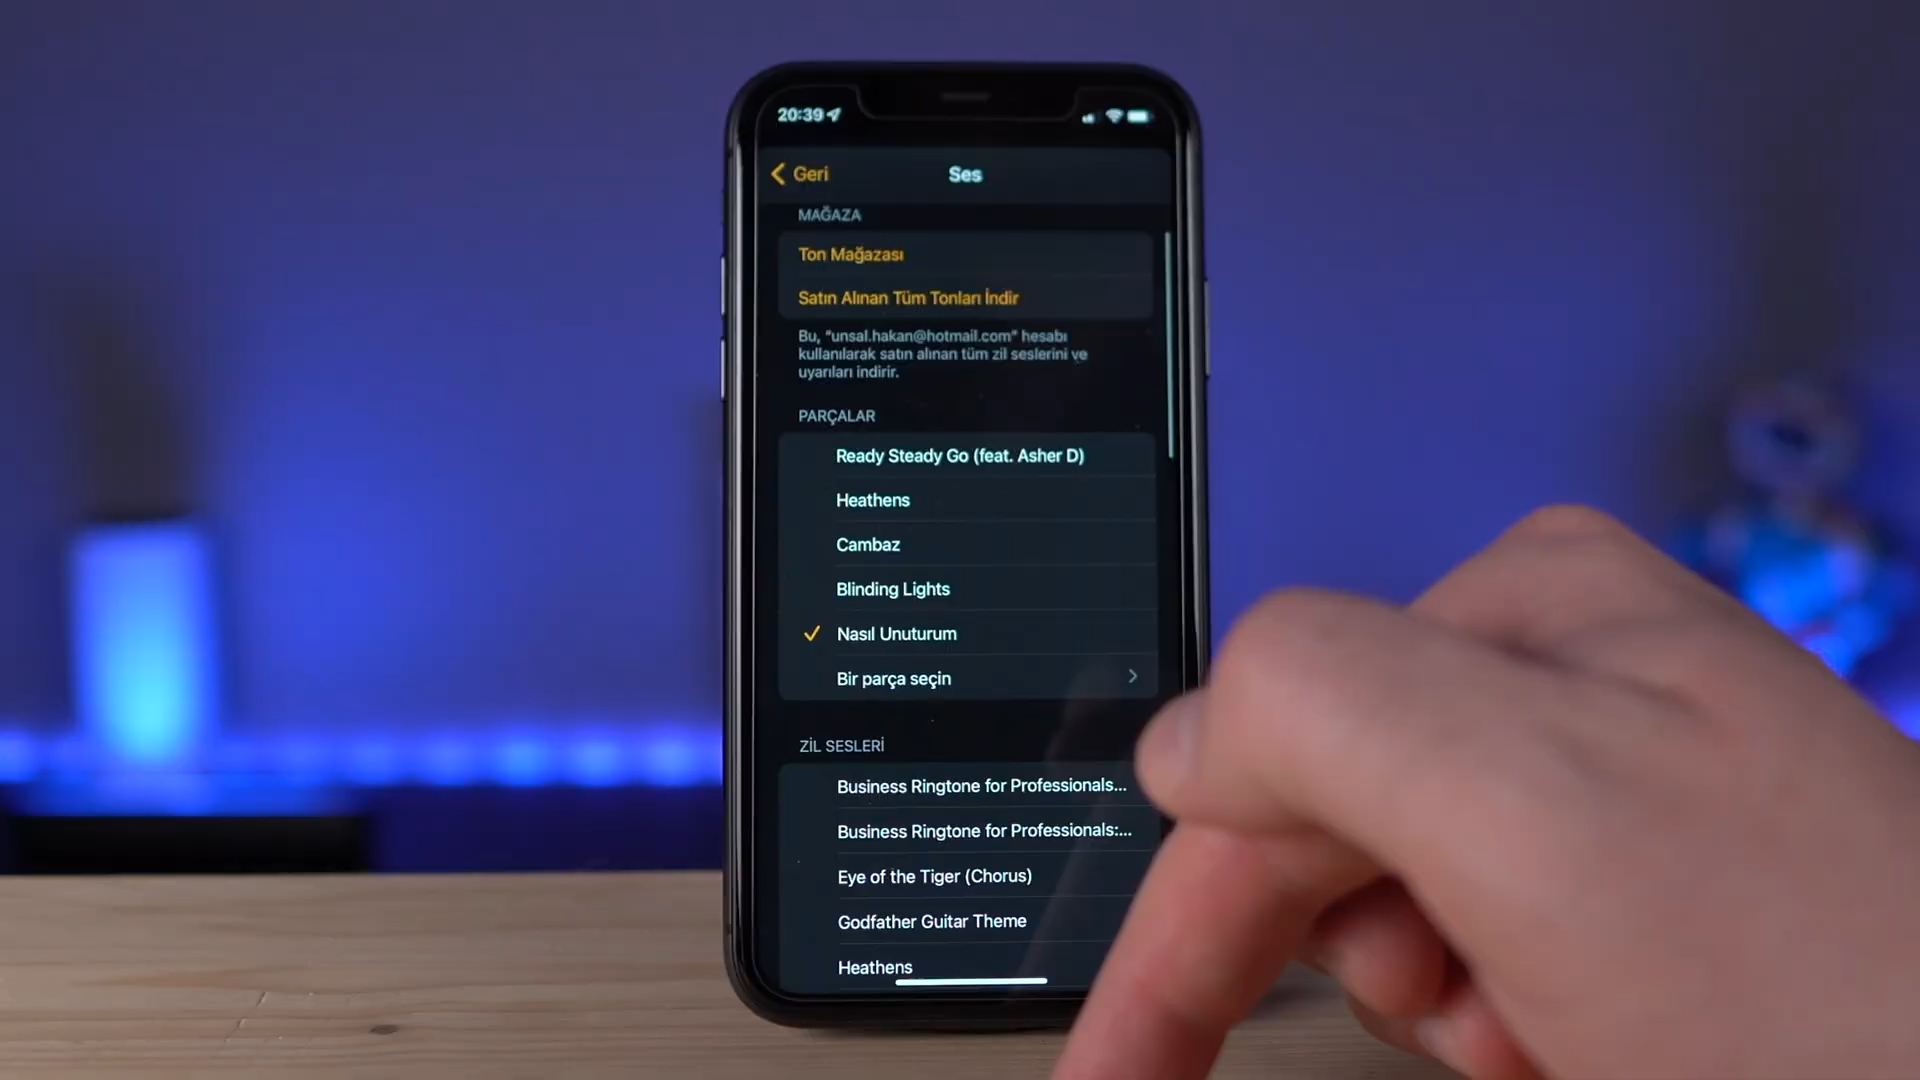 20:39
Geri
Ses
MAĞAZA
Ton Mağazası
Satın Alınan Tüm Tonları İndir
Bu, "unsal.hakan@hotmail.com" hesabı
kullanılarak satın alınan tüm zil seslerini ve
uyarıları indirir.
PARÇALAR
Ready Steady Go (feat. Asher D)
Heathens
Cambaz
Blinding Lights
Nasıl Unuturum
Bir parça seçin
ZİL SESLERİ
Business Ringtone for Professionals...
Business Ringtone for Professionals:...
Eye of the Tiger (Chorus)
Godfather Guitar Theme
Heathens